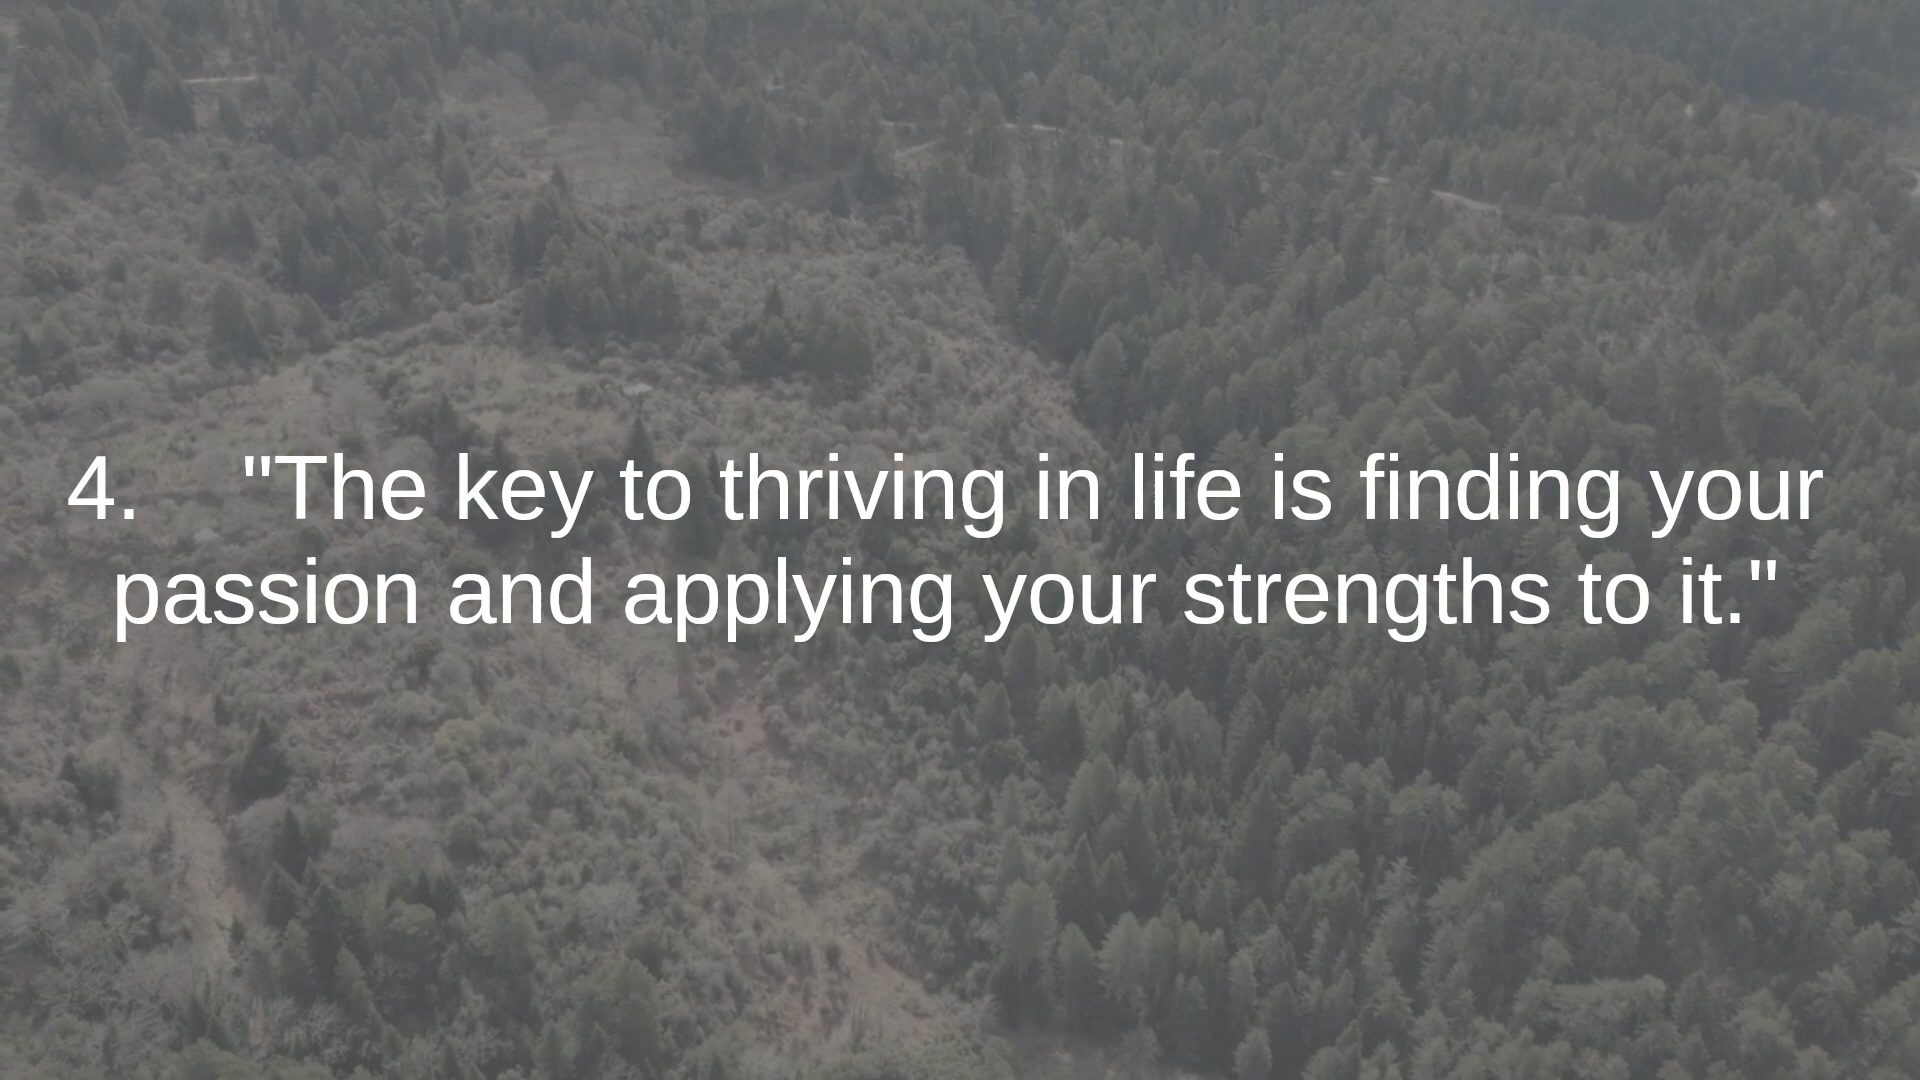 4.    "The key to thriving in life is finding your
passion and applying your strengths to it."